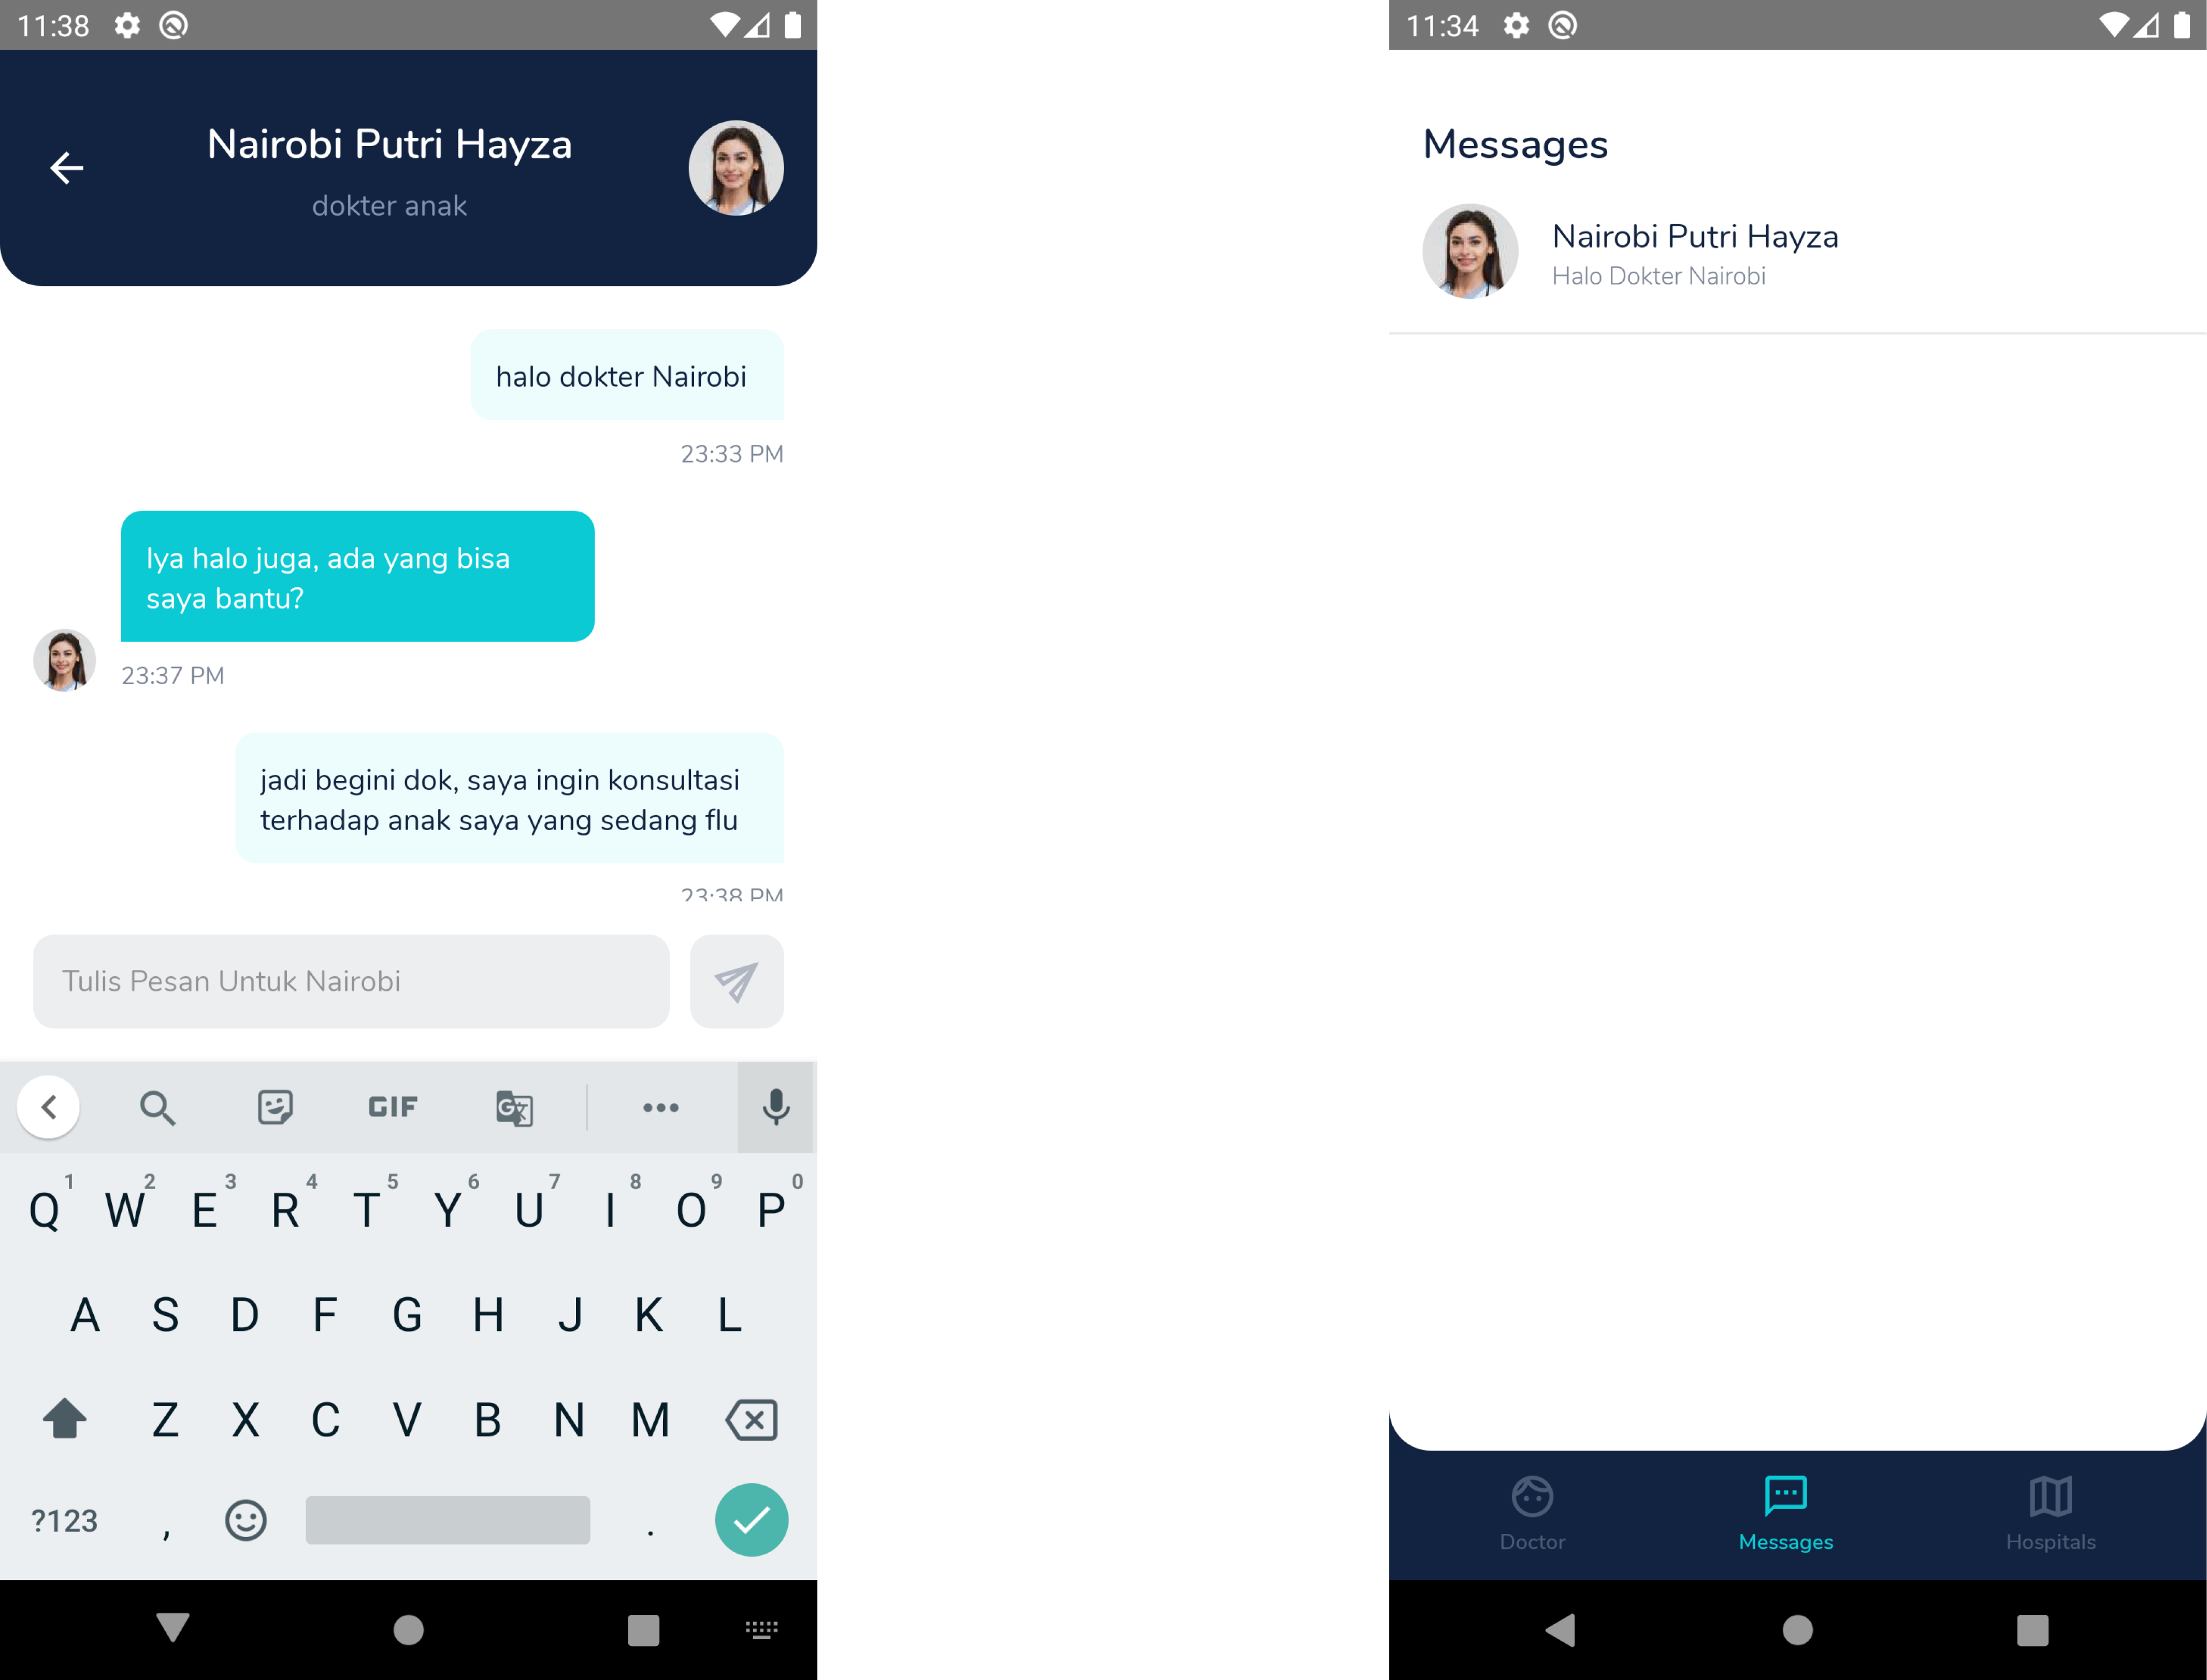 11:38
Nairobi Putri Hayza
dokter anak
halo dokter Nairobi
23:33 PM
Iya halo juga, ada yang bisa
saya bantu?
23:37 PM
jadi begini dok, saya ingin konsultasi
terhadap anak saya yang sedang flu
23:38 PM
Tulis Pesan Untuk Nairobi
GIF
1 2 3 4 5 6 7 8 9 0
Q W E R T Y U I O P
A S D F G H J K L
Z X C V B N M
?123 , .
11:34
Messages
Nairobi Putri Hayza
Halo Dokter Nairobi
Doctor Messages Hospitals